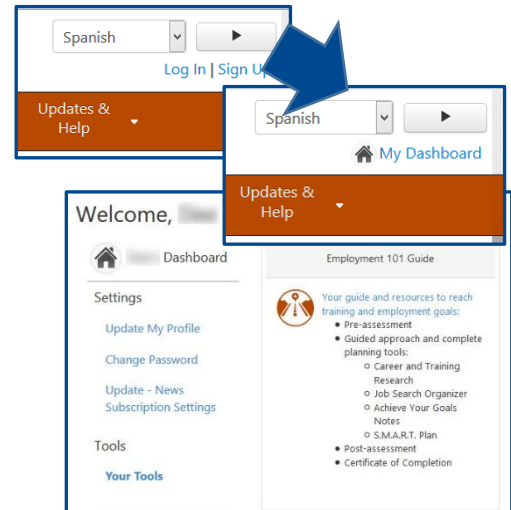 Spanish
Log In | Sign
Updates &
Help
Spanish
My Dashboard
Updates &
Help
Welcome,
Dashboard
Settings
Update My Profile
Change Password
Update - News
Subscription Settings
Tools
Your Tools
Employment 101 Guide
Your guide and resources to reach
training and employment goals:
• Pre-assessment
• Guided approach and complete
planning tools:
○ Career and Training
Research
○ Job Search Organizer
○ Achieve Your Goals
Notes
○ S.M.A.R.T. Plan
• Post-assessment
• Certificate of Completion